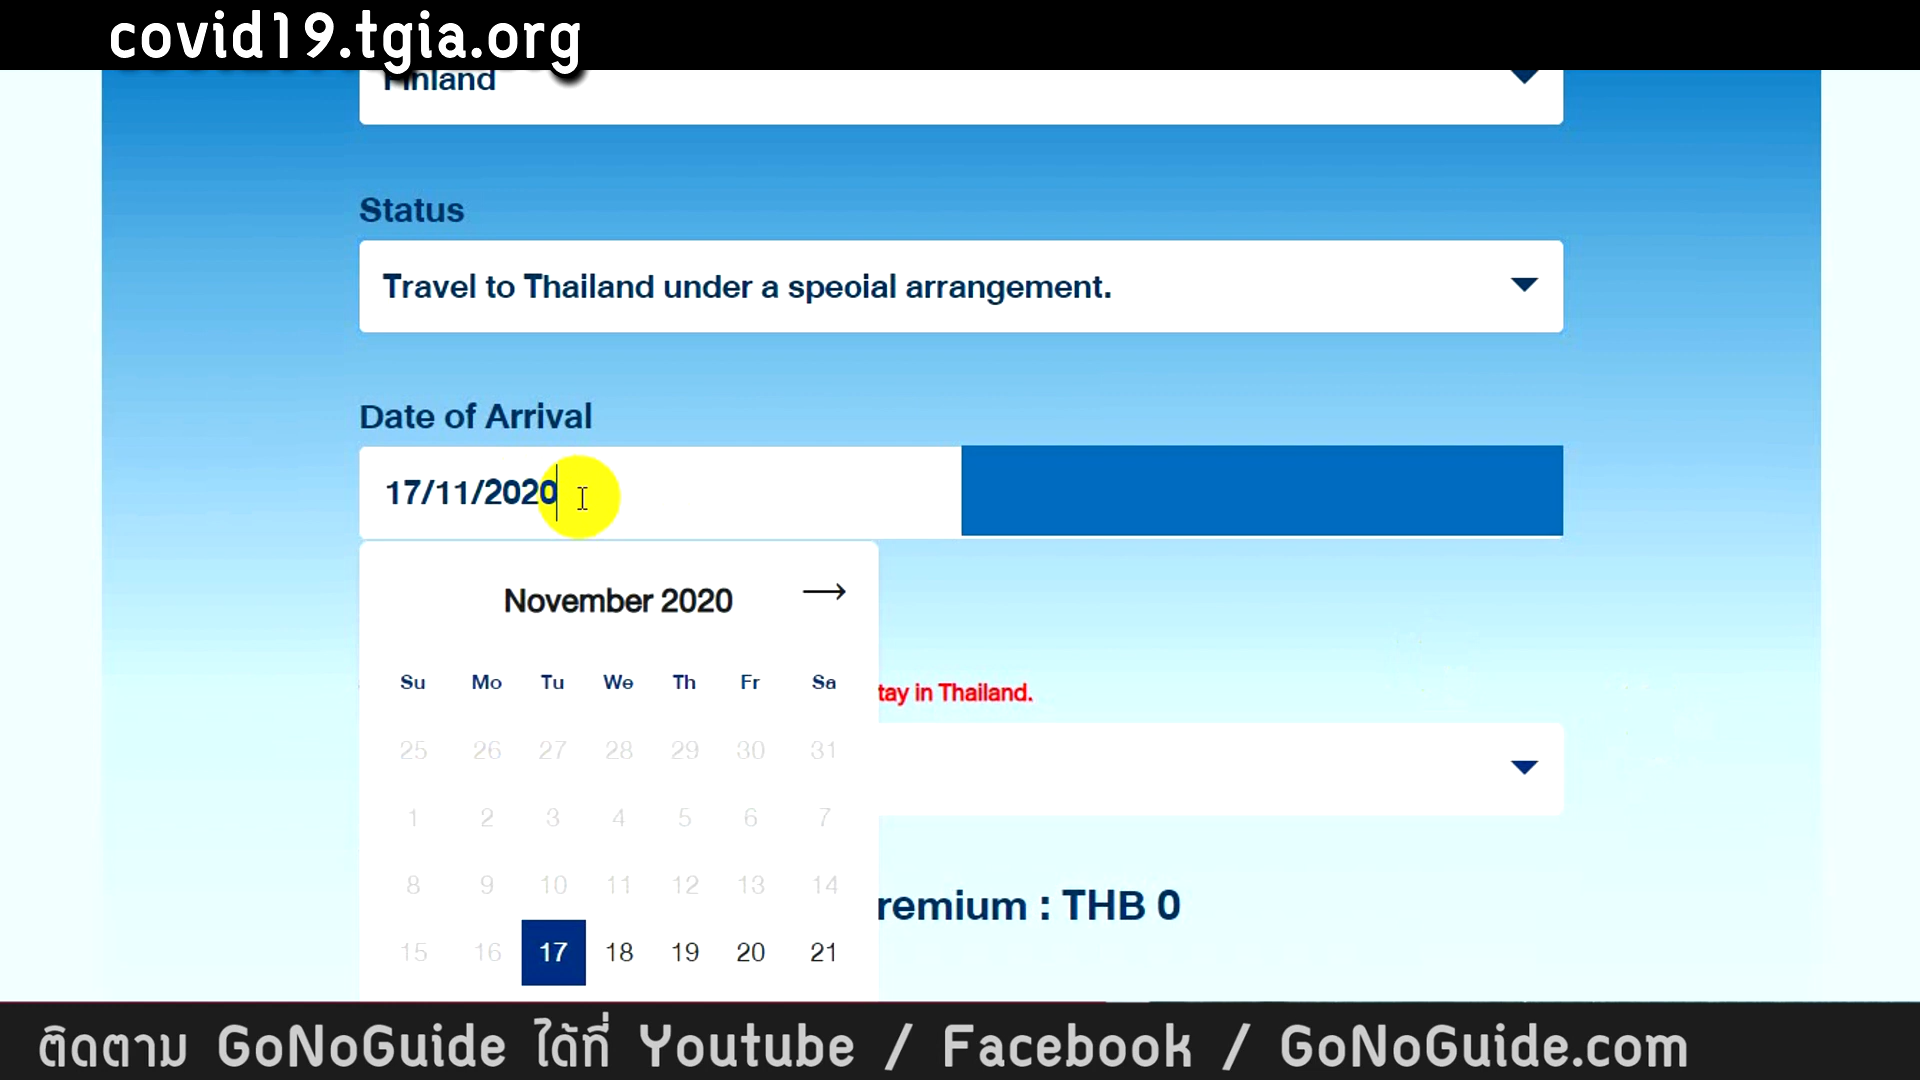 covid19.tgia.org
Finland
Status
Travel to Thailand under a special arrangement.
Date of Arrival
17/11/2020
November 2020
Su Mo Tu We Th Fr Sa
tay in Thailand.
25 26 27 28 29 30 31
1 2 3 4 5 6 7
8 9 10 11 12 13 14
remium : THB 0
15 16 17 18 19 20 21
ติดตาม GoNoGuide ได้ที่ Youtube / Facebook / GoNoGuide.com